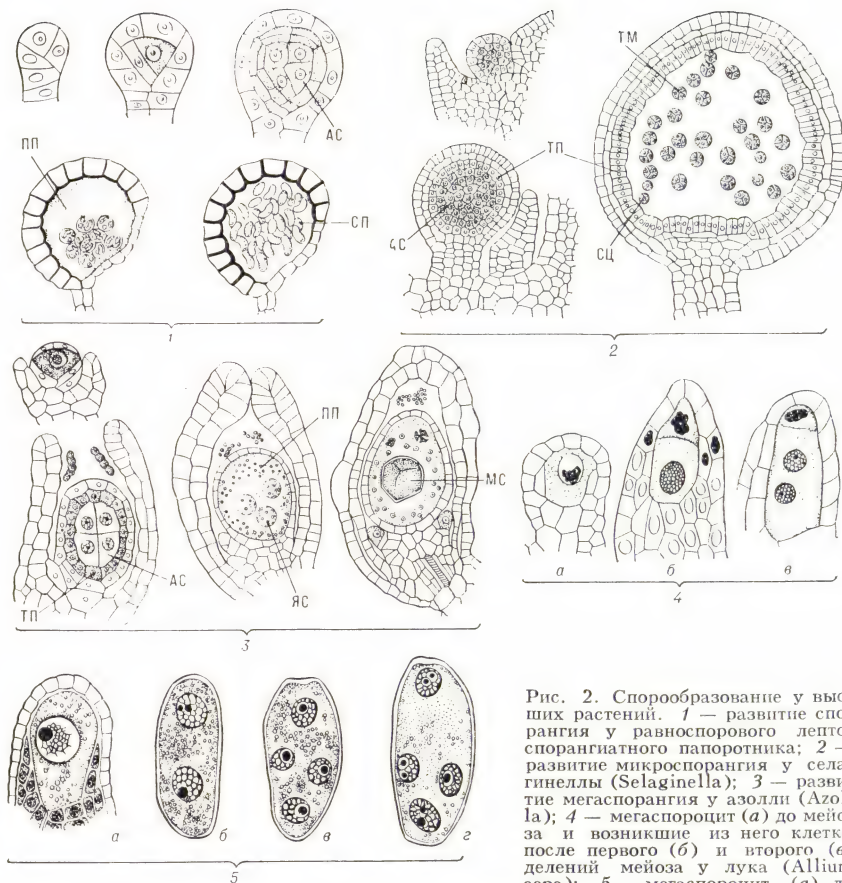 АС
ПП
СП
1
ТМ
ТП
4С
СЦ
2
ПП
МС
АС
ТП
ЯС
3
а
б
в
4
а
б
в
г
5
Рис. 2. Спорообразование у выс
ших растений. 1 — развитие спо
рангия у равноспорового лепто
спорангиатного папоротника; 2 —
развитие микроспорангия у села
гинеллы (Selaginella); 3 — разви
тие мегаспорангия у азолли (Azol
la); 4 — мегаспороцит (а) до мейо
за и возникшие из него клетк
после первого (б) и второго (в
делений мейоза у лука (Allium